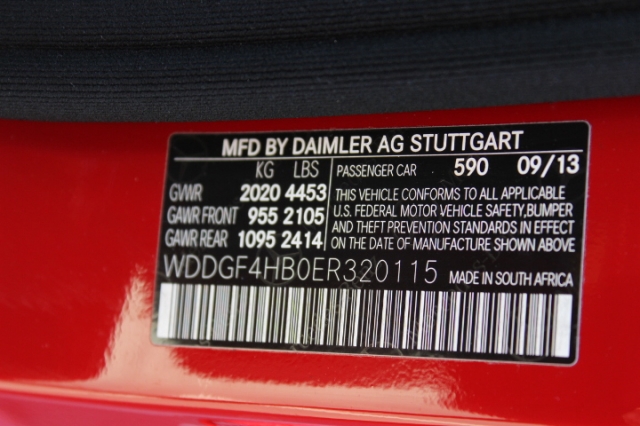 MFD BY DAIMLER AG STUTTGART
KG LBS PASSENGER CAR 590 09/13
GVWR 2020 4453
GAWR FRONT 955 2105
GAWR REAR 1095 2414
THIS VEHICLE CONFORMS TO ALL APPLICABLE
U.S. FEDERAL MOTOR VEHICLE SAFETY,BUMPER
AND THEFT PREVENTION STANDARDS IN EFFECT
ON THE DATE OF MANUFACTURE SHOWN ABOVE
WDDGF4HB0ER320115 MADE IN SOUTH AFRICA